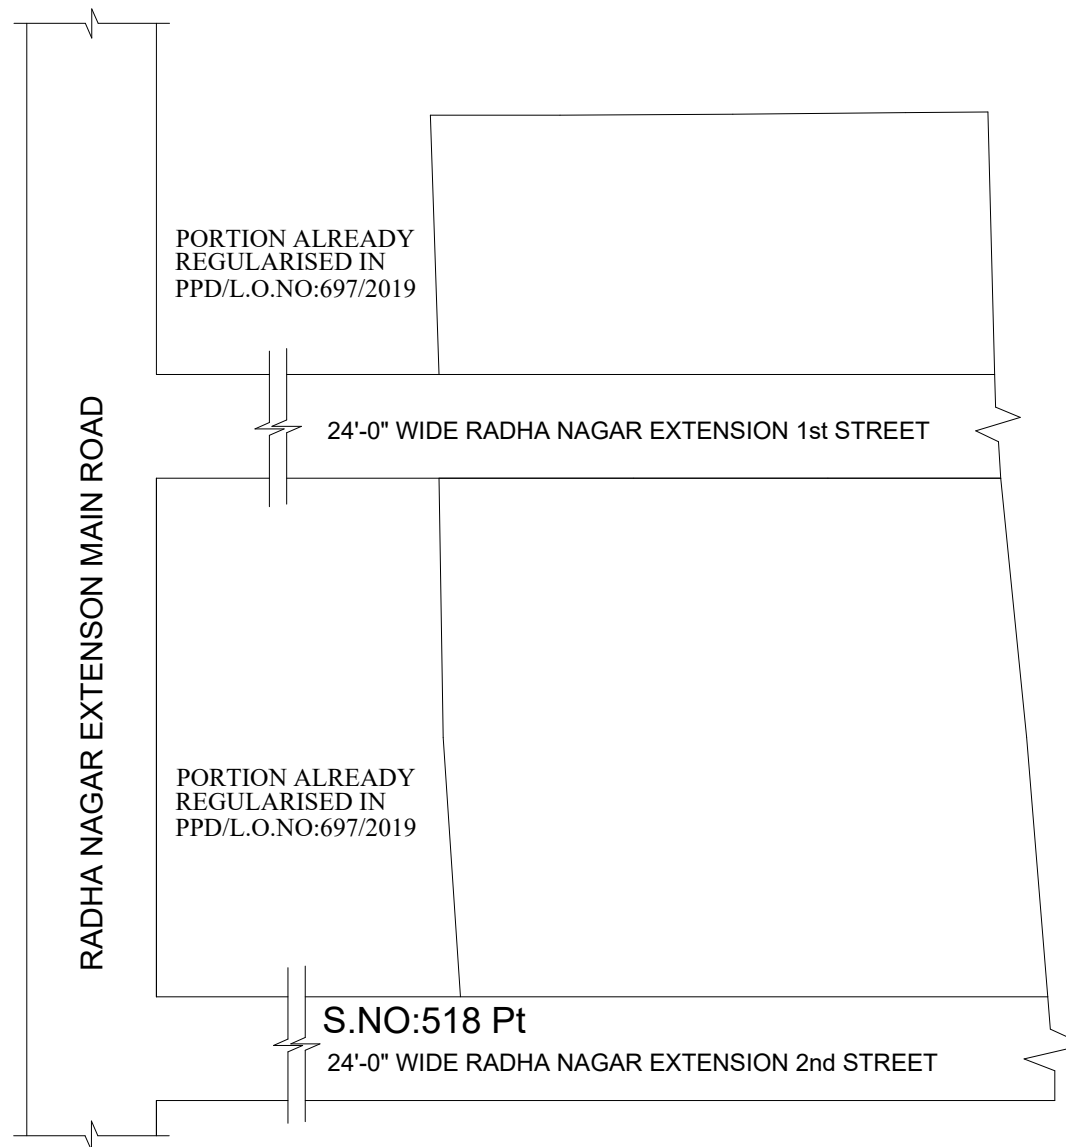 PORTION ALREADY
REGULARISED IN
PPD/L.O.NO:697/2019
24'-0" WIDE RADHA NAGAR EXTENSION 1st STREET
RADHA NAGAR EXTENSON MAIN ROAD
PORTION ALREADY
REGULARISED IN
PPD/L.O.NO:697/2019
S.NO:518 Pt
24'-0" WIDE RADHA NAGAR EXTENSION 2nd STREET